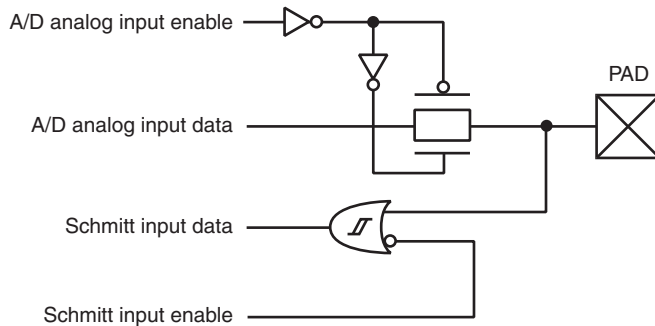 A/D analog input enable
PAD
A/D analog input data
Schmitt input data
Schmitt input enable